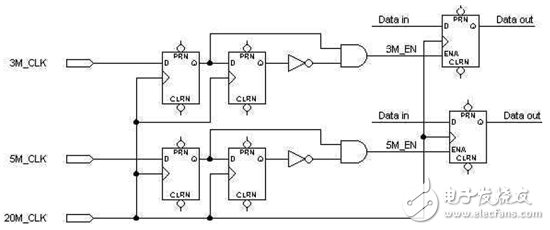 Data in
Data out
PRN
D Q
ENA
CLRN
3M_CLK
PRN
D Q
CLRN
PRN
D Q
CLRN
3M_EN
Data in
Data out
PRN
D Q
ENA
CLRN
5M_CLK
PRN
D Q
CLRN
PRN
D Q
CLRN
5M_EN
20M_CLK
电子发烧友
www.elecfans.com